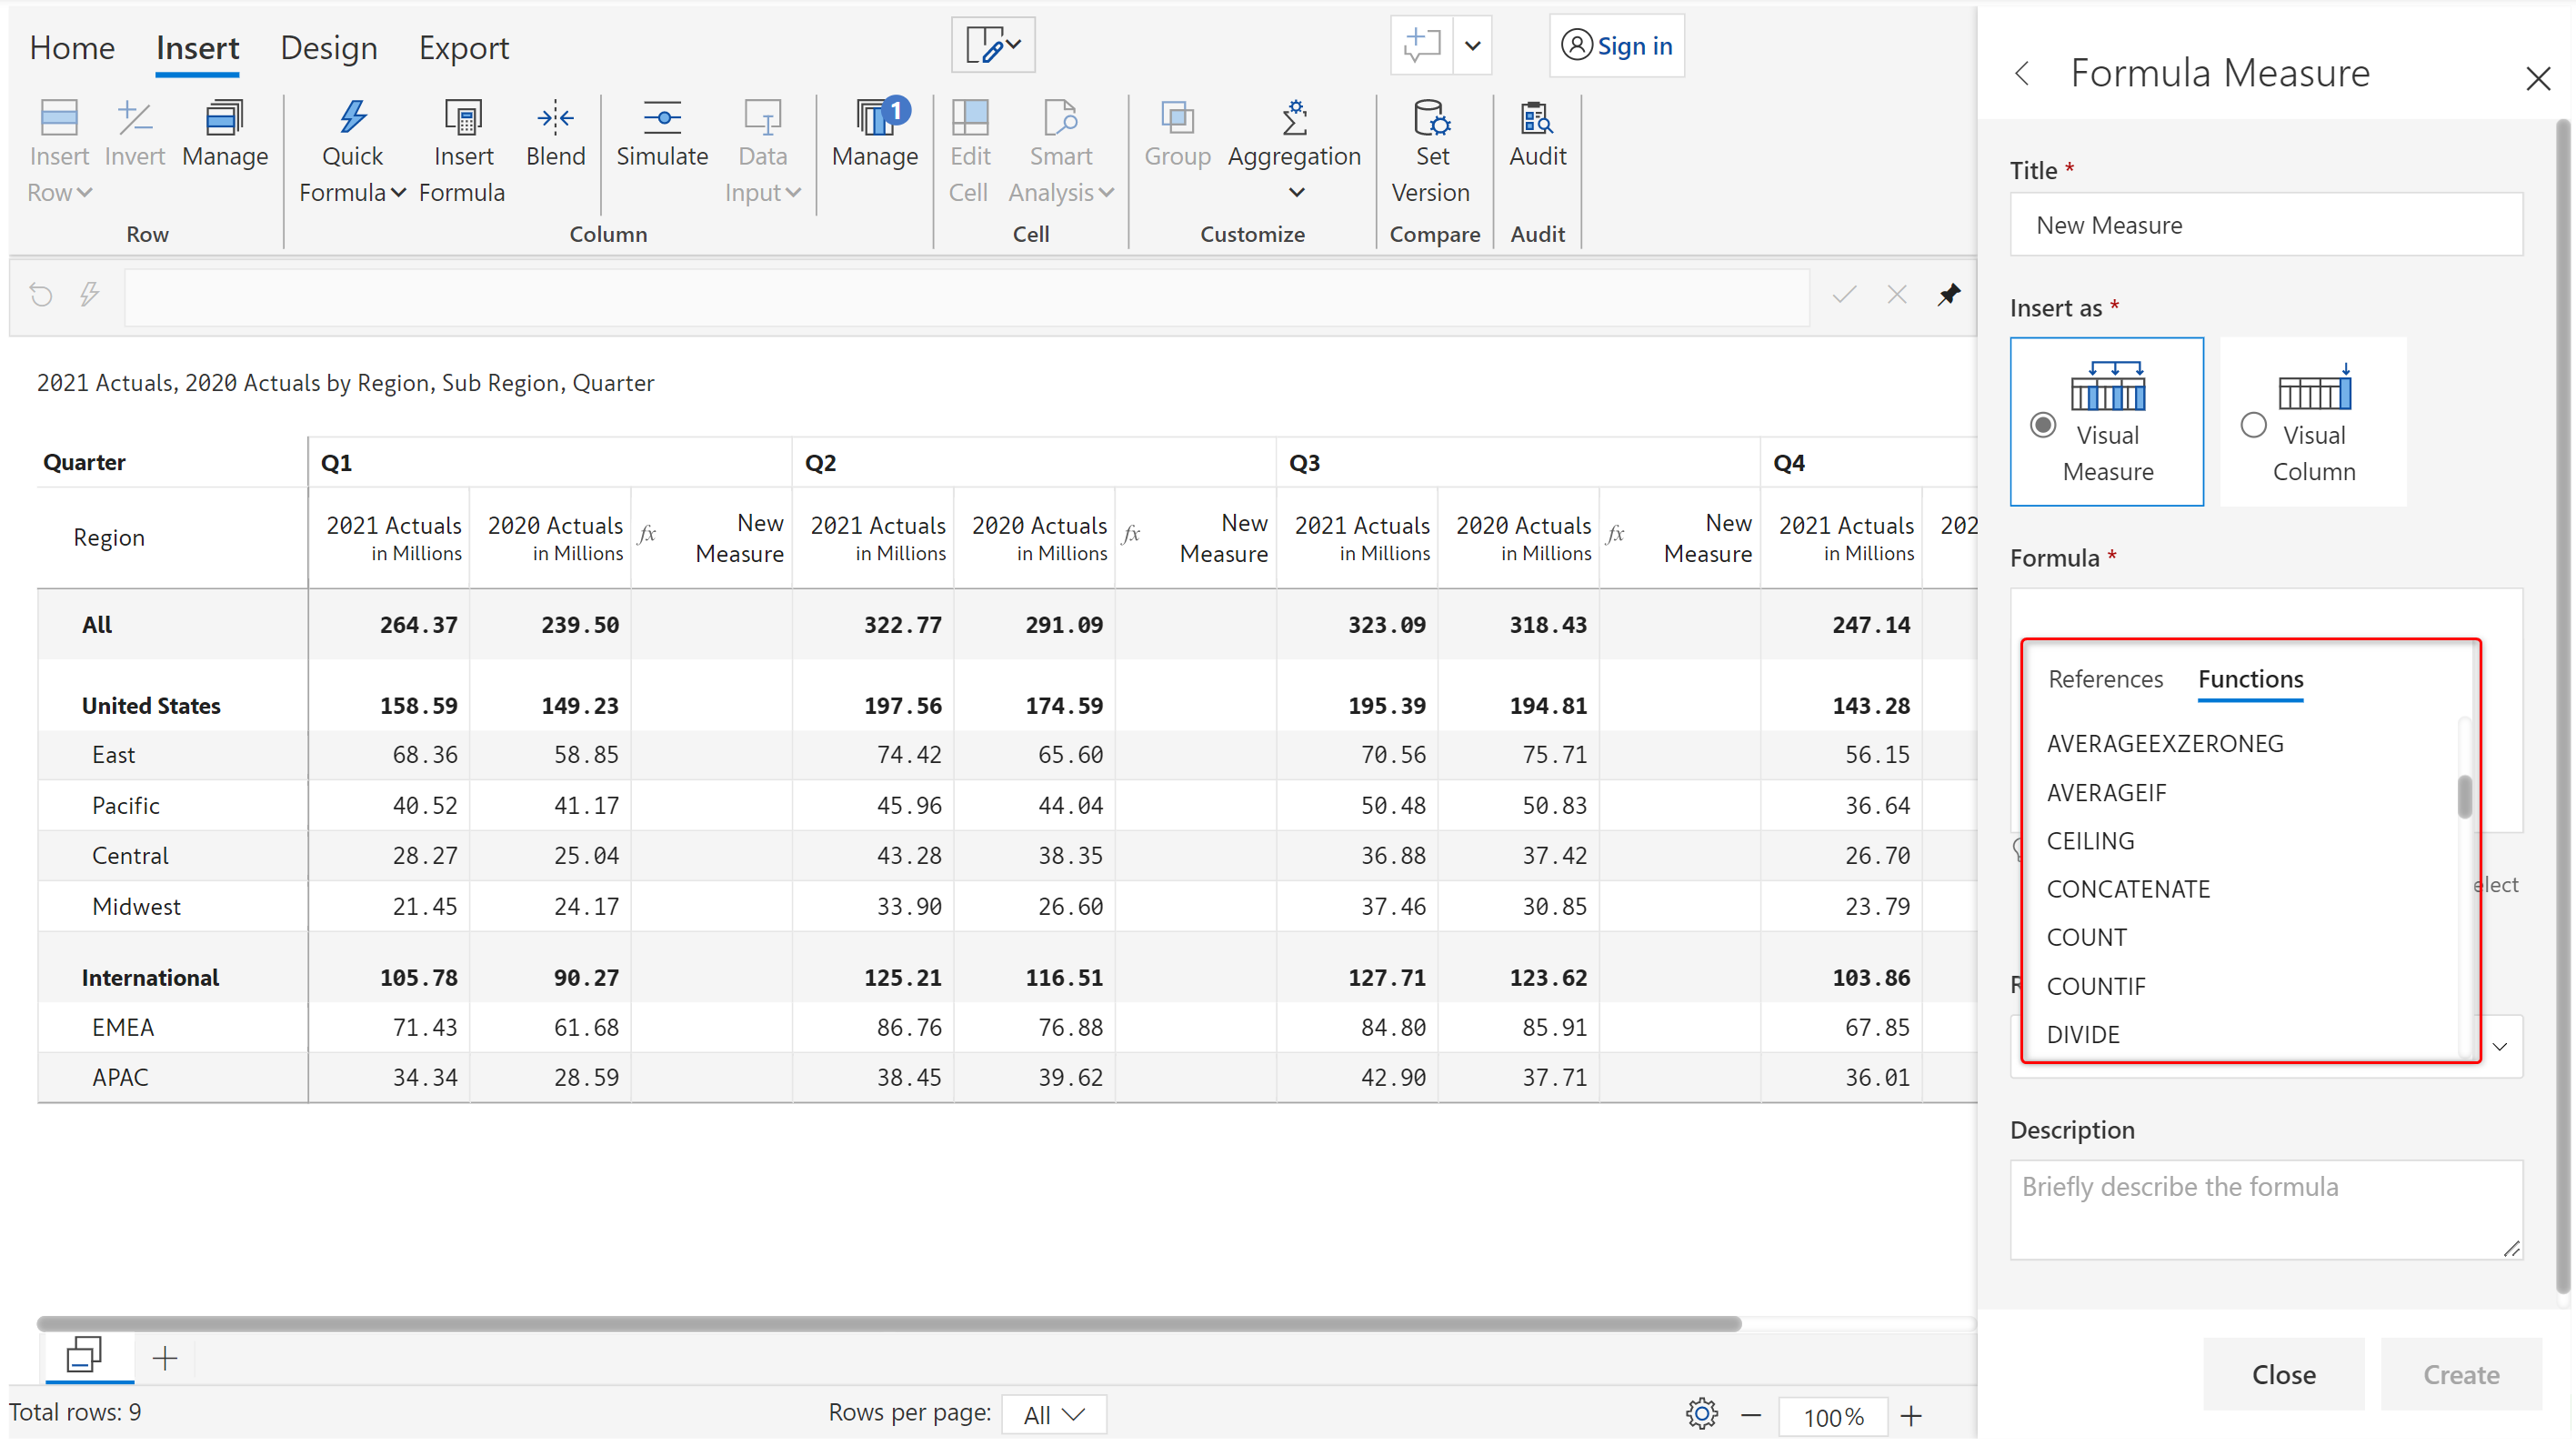 Home Insert Design Export
Sign in
Insert Row Invert Manage
Row
Quick Formula Insert Formula Blend Simulate Data Input Manage 1
Column
Edit Cell Smart Analysis
Cell
Group Aggregation
Customize
Set Version
Compare
Audit
Audit
2021 Actuals, 2020 Actuals by Region, Sub Region, Quarter
Quarter Q1 Q2 Q3 Q4
Region 2021 Actuals in Millions 2020 Actuals in Millions fx New Measure 2021 Actuals in Millions 2020 Actuals in Millions fx New Measure 2021 Actuals in Millions 2020 Actuals in Millions fx New Measure 2021 Actuals in Millions 202
All 264.37 239.50 322.77 291.09 323.09 318.43 247.14
United States 158.59 149.23 197.56 174.59 195.39 194.81 143.28
East 68.36 58.85 74.42 65.60 70.56 75.71 56.15
Pacific 40.52 41.17 45.96 44.04 50.48 50.83 36.64
Central 28.27 25.04 43.28 38.35 36.88 37.42 26.70
Midwest 21.45 24.17 33.90 26.60 37.46 30.85 23.79
International 105.78 90.27 125.21 116.51 127.71 123.62 103.86
EMEA 71.43 61.68 86.76 76.88 84.80 85.91 67.85
APAC 34.34 28.59 38.45 39.62 42.90 37.71 36.01
Total rows: 9
Rows per page: All
100%
Formula Measure
Title *
New Measure
Insert as *
Visual Measure
Visual Column
Formula *
References Functions
AVERAGEEXZERONEG
AVERAGEIF
CEILING
CONCATENATE
COUNT
COUNTIF
DIVIDE
elect
R
Description
Briefly describe the formula
Close Create